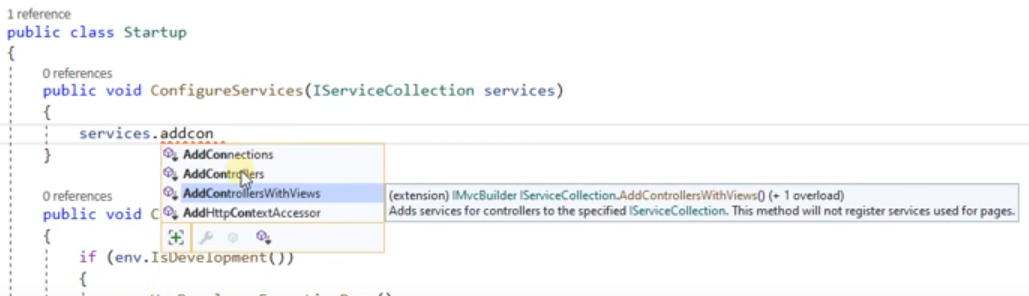 1 reference
public class Startup
{
0 references
public void ConfigureServices(IServiceCollection services)
{
services.addcon
AddConnections
}
AddControllers
AddControllersWithViews
(extension) IMvcBuilder IServiceCollection.AddControllersWithViews() (+ 1 overload)
Adds services for controllers to the specified IServiceCollection. This method will not register services used for pages.
0 references
AddHttpContextAccessor
public void C
{
if (env.IsDevelopment())
{